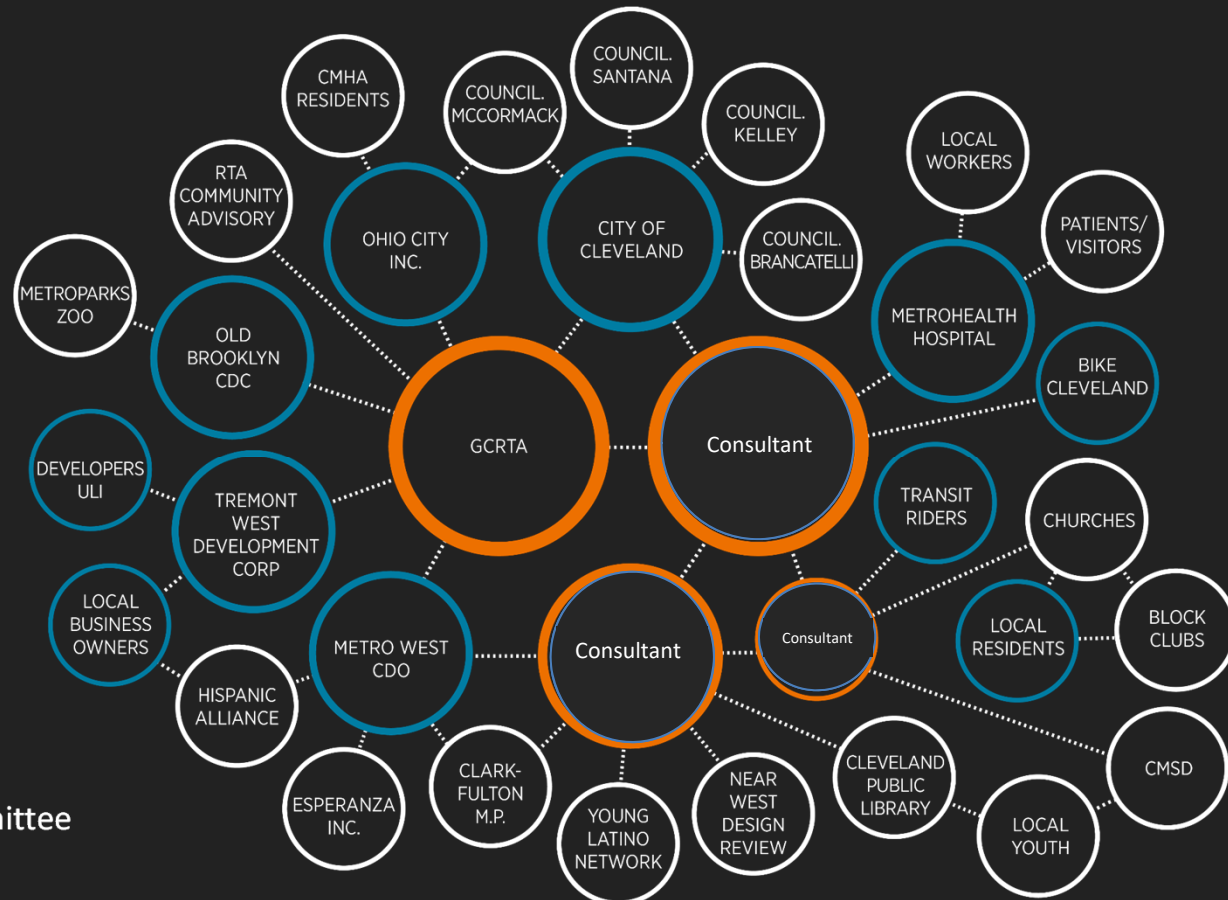 COUNCIL.
SANTANA
CMHA
RESIDENTS
COUNCIL.
MCCORMACK
COUNCIL.
KELLEY
LOCAL
WORKERS
RTA
COMMUNITY
ADVISORY
OHIO CITY
INC.
CITY OF
CLEVELAND
COUNCIL.
BRANCATELLI
PATIENTS/
VISITORS
METROPARKS
ZOO
OLD
BROOKLYN
CDC
METROHEALTH
HOSPITAL
BIKE
CLEVELAND
GCRTA
Consultant
DEVELOPERS
ULI
TREMONT
WEST
DEVELOPMENT
CORP
TRANSIT
RIDERS
CHURCHES
LOCAL
BUSINESS
OWNERS
METRO WEST
CDO
Consultant
Consultant
LOCAL
RESIDENTS
BLOCK
CLUBS
HISPANIC
ALLIANCE
ESPERANZA
INC.
CLARK-
FULTON
M.P.
YOUNG
LATINO
NETWORK
NEAR
WEST
DESIGN
REVIEW
CLEVELAND
PUBLIC
LIBRARY
LOCAL
YOUTH
CMSD